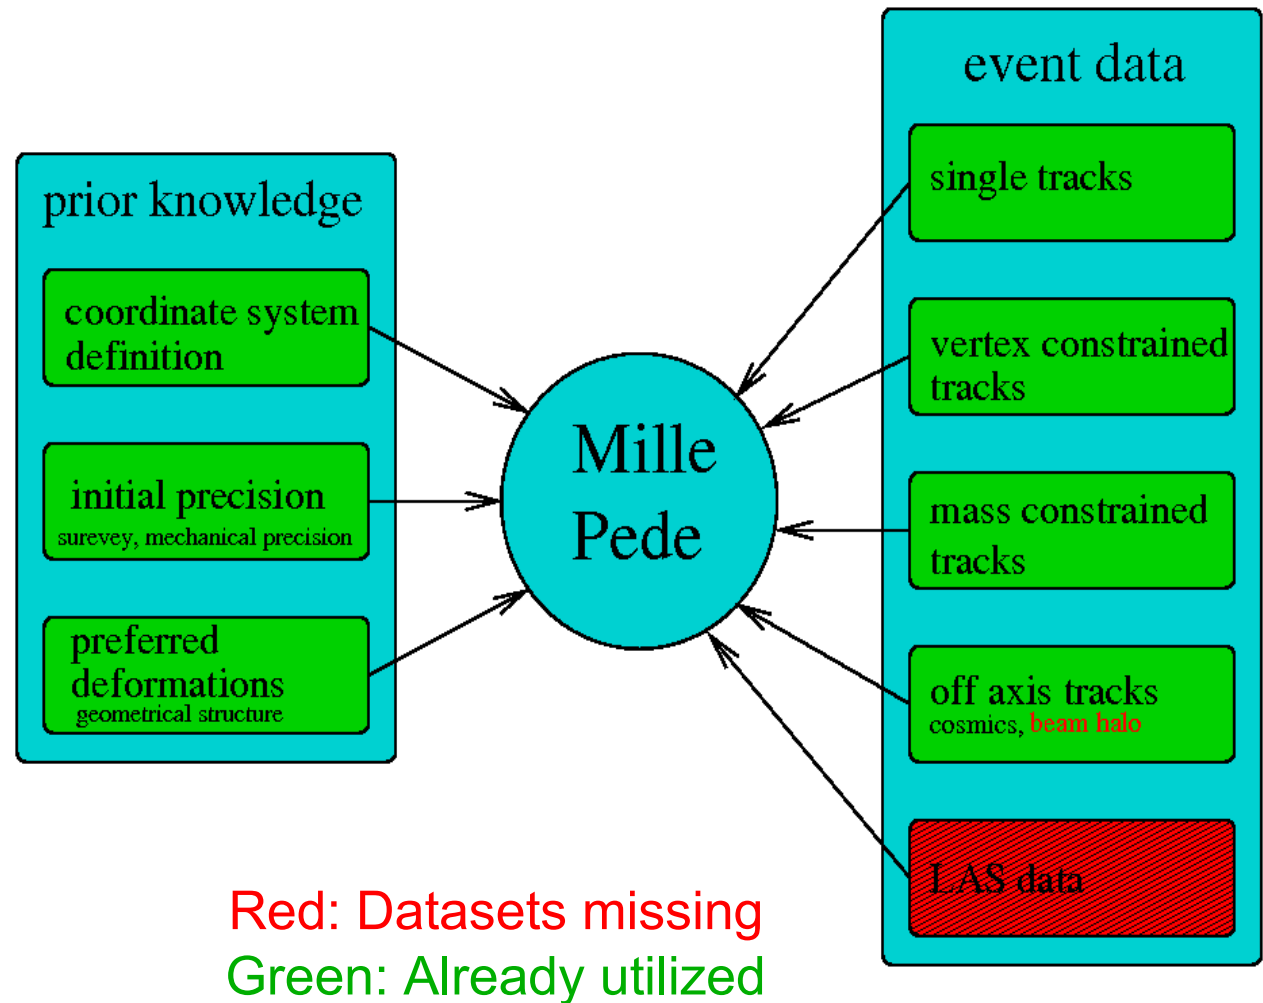 prior knowledge
coordinate system
definition
initial precision
surevey, mechanical precision
preferred
deformations
geometrical structure
Mille
Pede
event data
single tracks
vertex constrained
tracks
mass constrained
tracks
off axis tracks
cosmics, beam halo
LAS data
Red: Datasets missing
Green: Already utilized